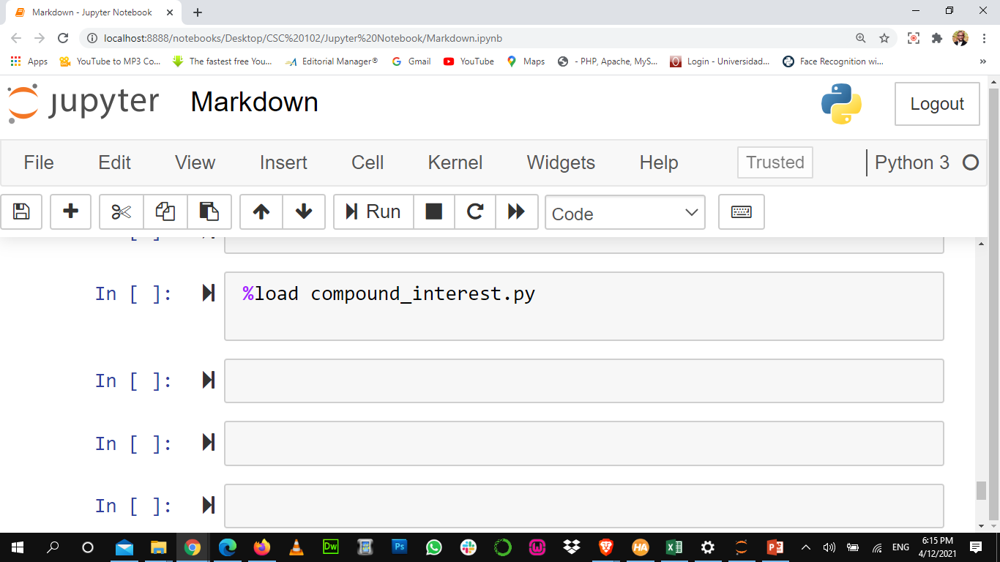 Markdown - Jupyter Notebook
localhost:8888/notebooks/Desktop/CSC%20102/Jupyter%20Notebook/Markdown.ipynb
Apps YouTube to MP3 Co... The fastest free You... Editorial Manager® Gmail YouTube Maps - PHP, Apache, MyS... Login - Universidad... Face Recognition wi... »
jupyter Markdown Logout
File Edit View Insert Cell Kernel Widgets Help Trusted Python 3
Run Code
In [ ]: %load compound_interest.py
In [ ]:
In [ ]:
In [ ]:
Dw Ps HA ENG 6:15 PM
4/12/2021